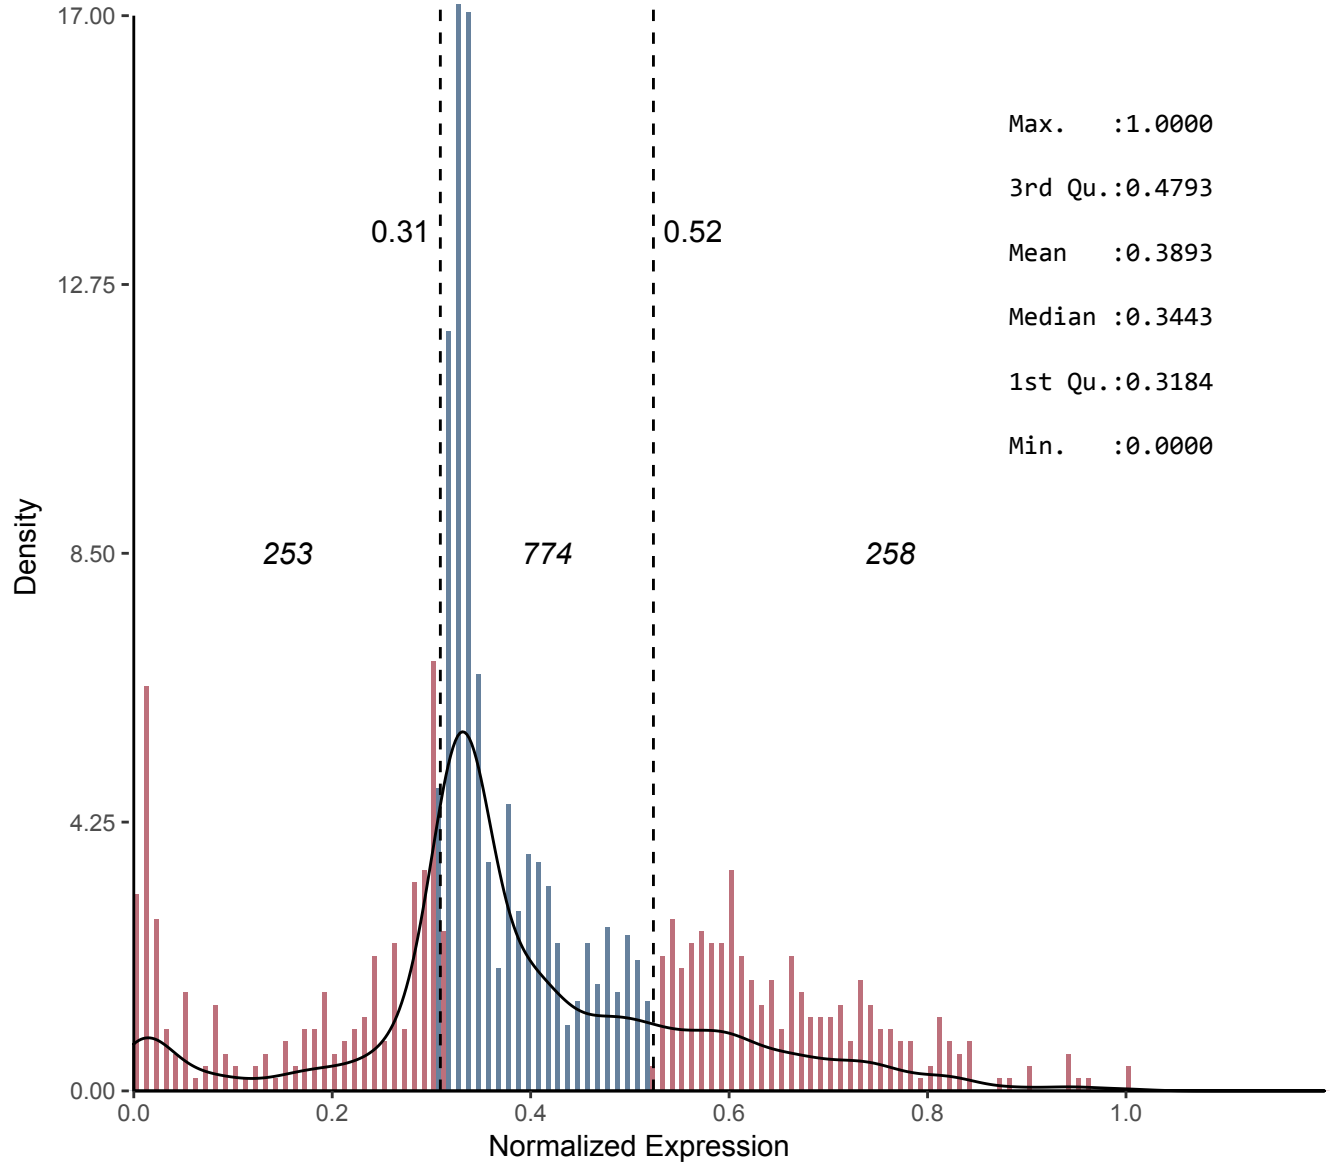 17.00
Max. :1.0000
3rd Qu.:0.4793
0.31
0.52
Mean :0.3893
12.75
Median :0.3443
1st Qu.:0.3184
Min. :0.0000
Density
8.50
253
774
258
4.25
0.00
0.0
0.2
0.4
0.6
0.8
1.0
Normalized Expression